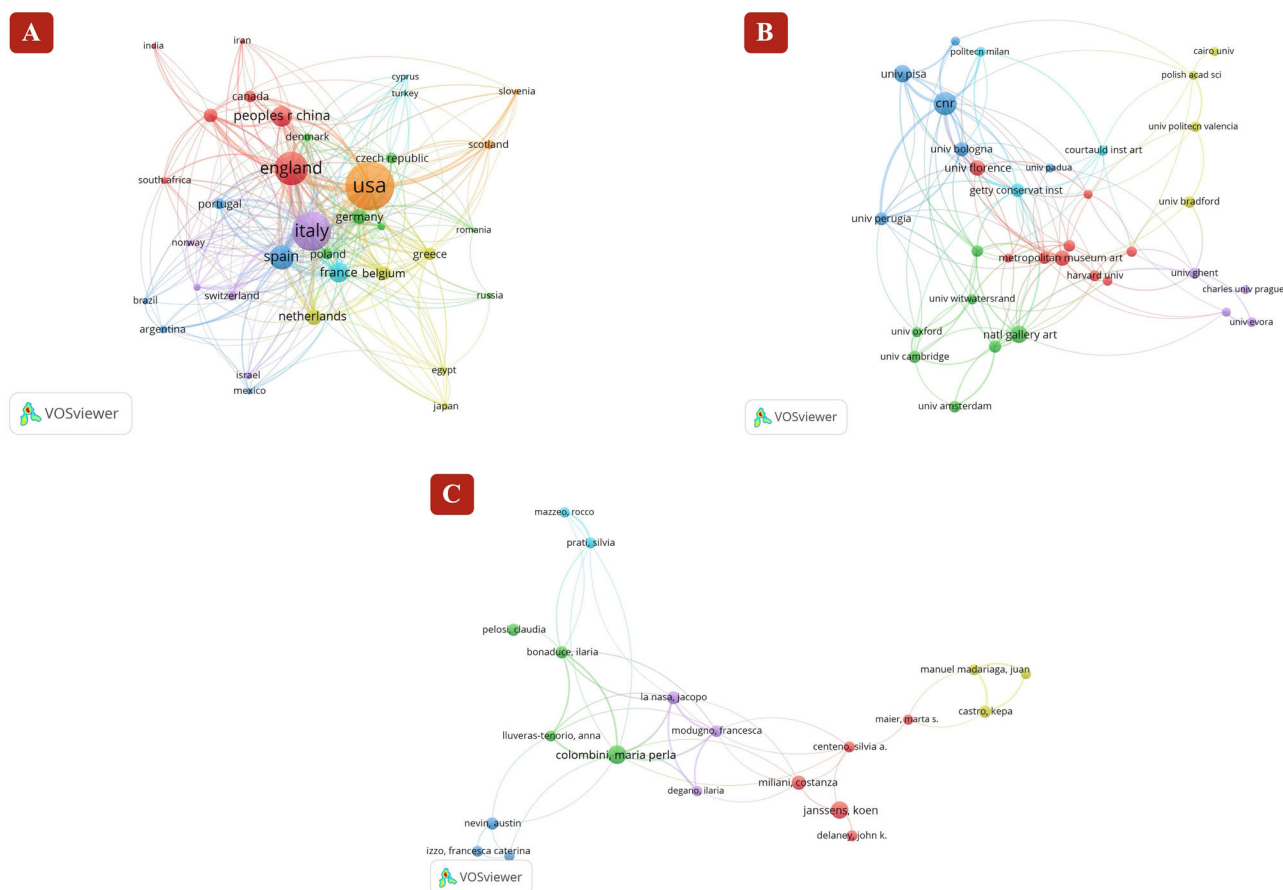 A
india
iran
canada
peoples r china
denmark
cyprus
turkey
slovenia
scotland
czech republic
england
usa
south africa
portugal
italy
germany
norway
spain
poland
romania
france
belgium
greece
switzerland
brazil
argentina
netherlands
russia
israel
mexico
egypt
japan
VOSviewer
B
politecn milan
cairo univ
univ pisa
polish acad sci
cnr
univ politecn valencia
univ bologna
courtauld inst art
univ florence
univ padua
getty conservat inst
univ perugia
univ bradford
metropolitan museum art
harvard univ
univ ghent
charles univ prague
univ witwatersrand
univ evora
univ oxford
natl gallery art
univ cambridge
univ amsterdam
VOSviewer
C
mazzeo, rocco
prati, silvia
pelosi, claudia
bonaduce, ilaria
manuel madariaga, juan
la nasa, jacopo
castro, kepa
maier, marta s.
lluveras-tenorio, anna
modugno, francesca
colombini, maria perla
centeno, silvia a.
degano, ilaria
miliani, costanza
janssens, koen
nevin, austin
delaney, john k.
izzo, francesca caterina
VOSviewer